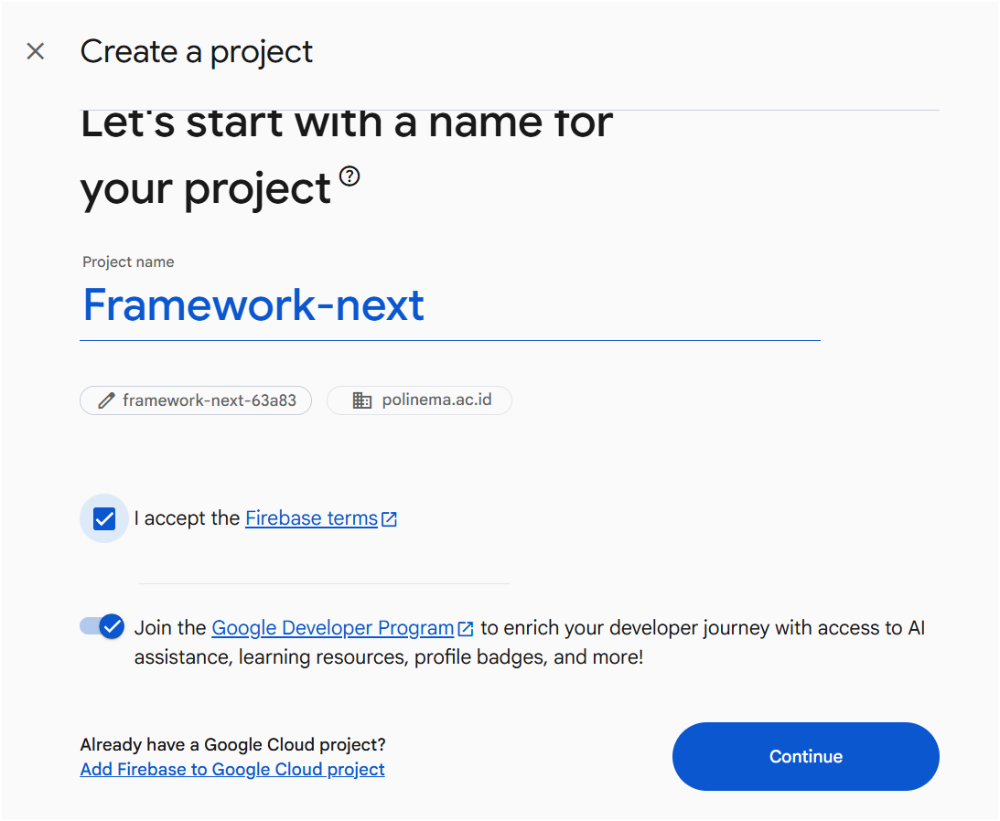 Create a project
Let's start with a name for
your project
Project name
Framework-next
framework-next-63a83
polinema.ac.id
I accept the Firebase terms
Join the Google Developer Program to enrich your developer journey with access to AI
assistance, learning resources, profile badges, and more!
Already have a Google Cloud project?
Add Firebase to Google Cloud project
Continue